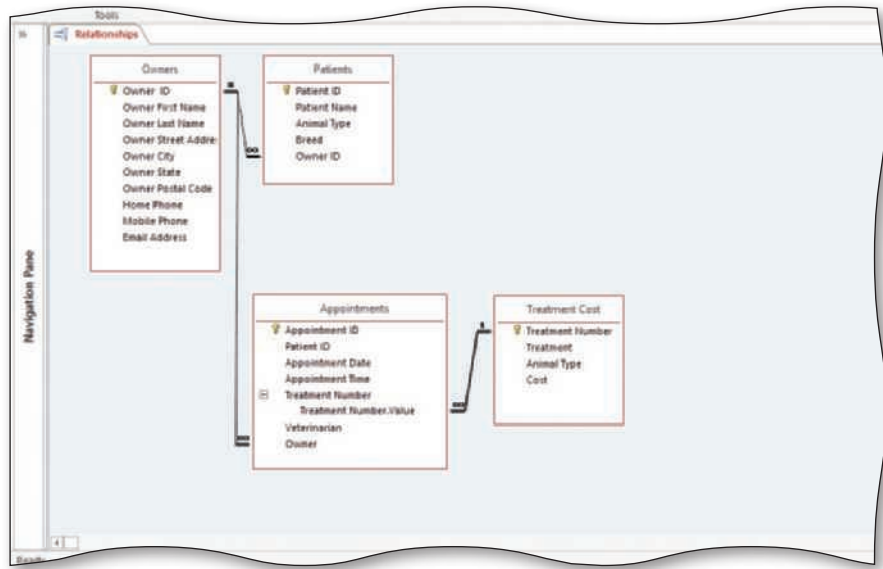 Tools
Relationships
Navigation Pane
Owners
Owner ID
Owner First Name
Owner Last Name
Owner Street Addre
Owner City
Owner State
Owner Postal Code
Home Phone
Mobile Phone
Email Address
Patients
Patient ID
Patient Name
Animal Type
Breed
Owner ID
Appointments
Appointment ID
Patient ID
Appointment Date
Appointment Time
Treatment Number
Treatment Number.Value
Veterinarian
Owner
Treatment Cost
Treatment Number
Treatment
Animal Type
Cost
Ready